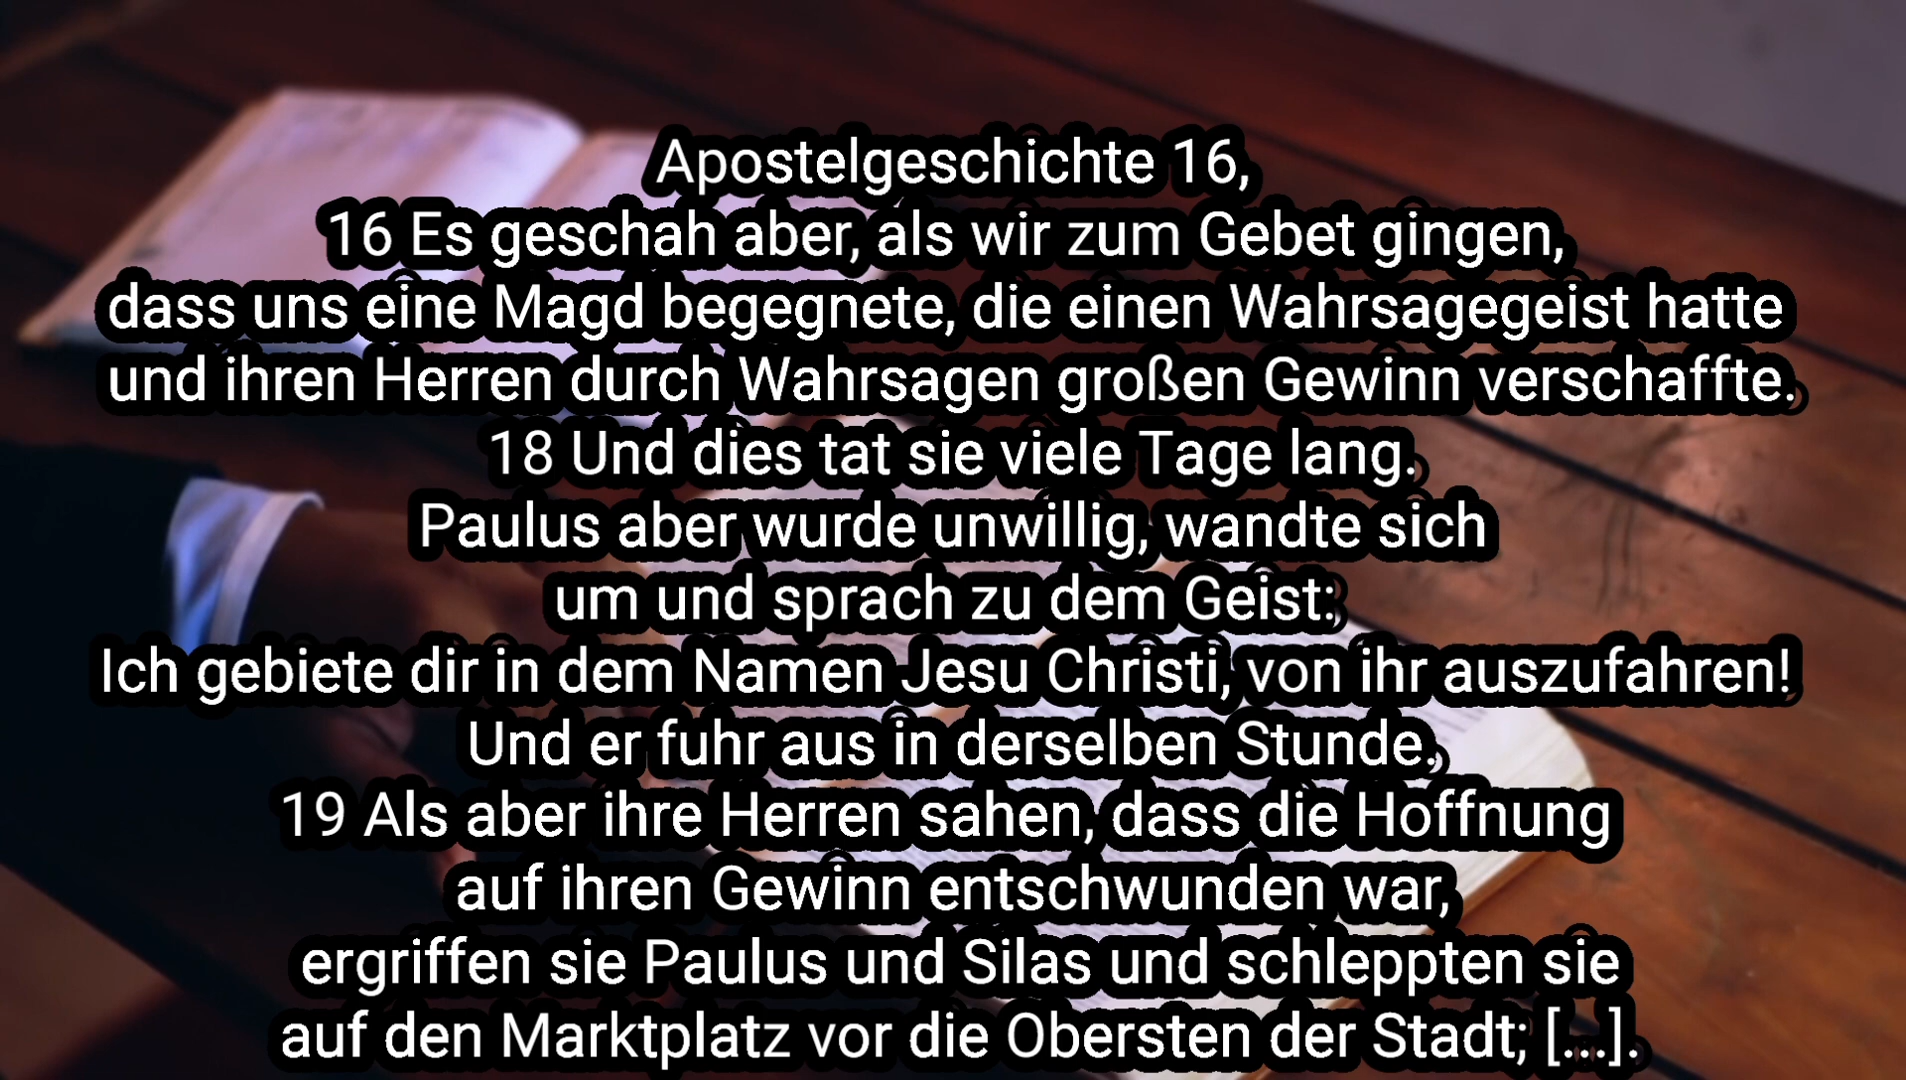 Apostelgeschichte 16,
16 Es geschah aber, als wir zum Gebet gingen,
dass uns eine Magd begegnete, die einen Wahrsagegeist hatte
und ihren Herren durch Wahrsagen großen Gewinn verschaffte.
18 Und dies tat sie viele Tage lang.
Paulus aber wurde unwillig, wandte sich
um und sprach zu dem Geist:
Ich gebiete dir in dem Namen Jesu Christi, von ihr auszufahren!
Und er fuhr aus in derselben Stunde.
19 Als aber ihre Herren sahen, dass die Hoffnung
auf ihren Gewinn entschwunden war,
ergriffen sie Paulus und Silas und schleppten sie
auf den Marktplatz vor die Obersten der Stadt; [...].